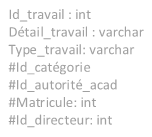 Id_travail : int
Détail_travail : varchar
Type_travail: varchar
#Id_catégorie
#Id_autorité_acad
#Matricule: int
#Id_directeur: int